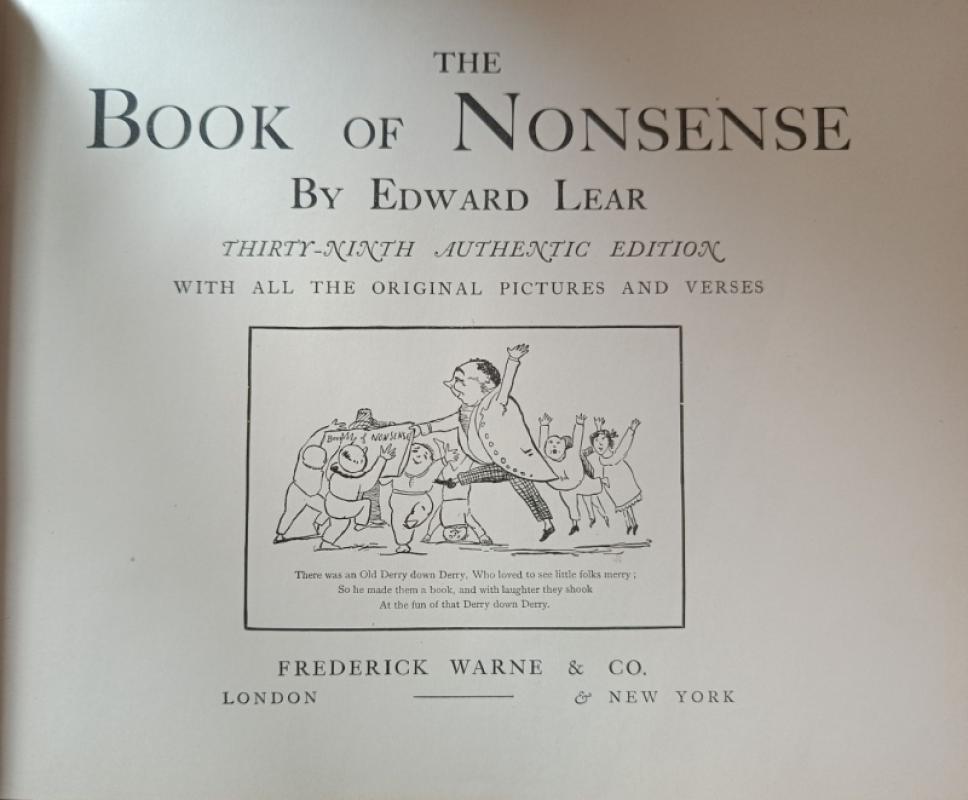 THE
BOOK OF NONSENSE
BY EDWARD LEAR
THIRTY-NINTH AUTHENTIC EDITION
WITH ALL THE ORIGINAL PICTURES AND VERSES
of NONSENSE
There was an Old Derry down Derry, Who loved to see little folks merry;
So he made them a book, and with laughter they shook
At the fun of that Derry down Derry.
FREDERICK WARNE & CO.
LONDON & NEW YORK